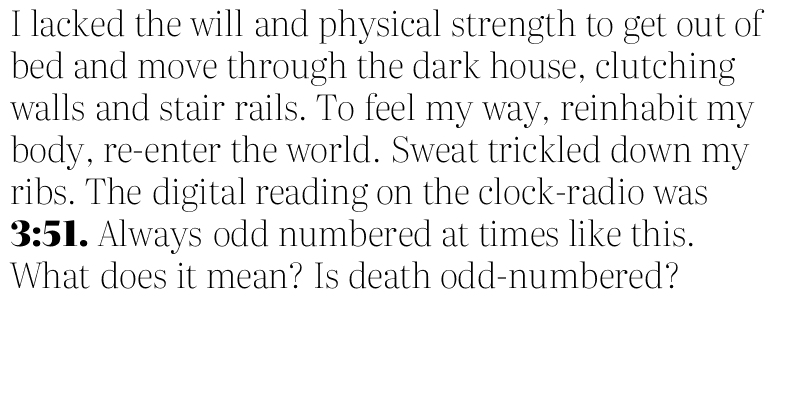 I lacked the will and physical strength to get out of
bed and move through the dark house, clutching
walls and stair rails. To feel my way, reinhabit my
body, re-enter the world. Sweat trickled down my
ribs. The digital reading on the clock-radio was
3:51. Always odd numbered at times like this.
What does it mean? Is death odd-numbered?